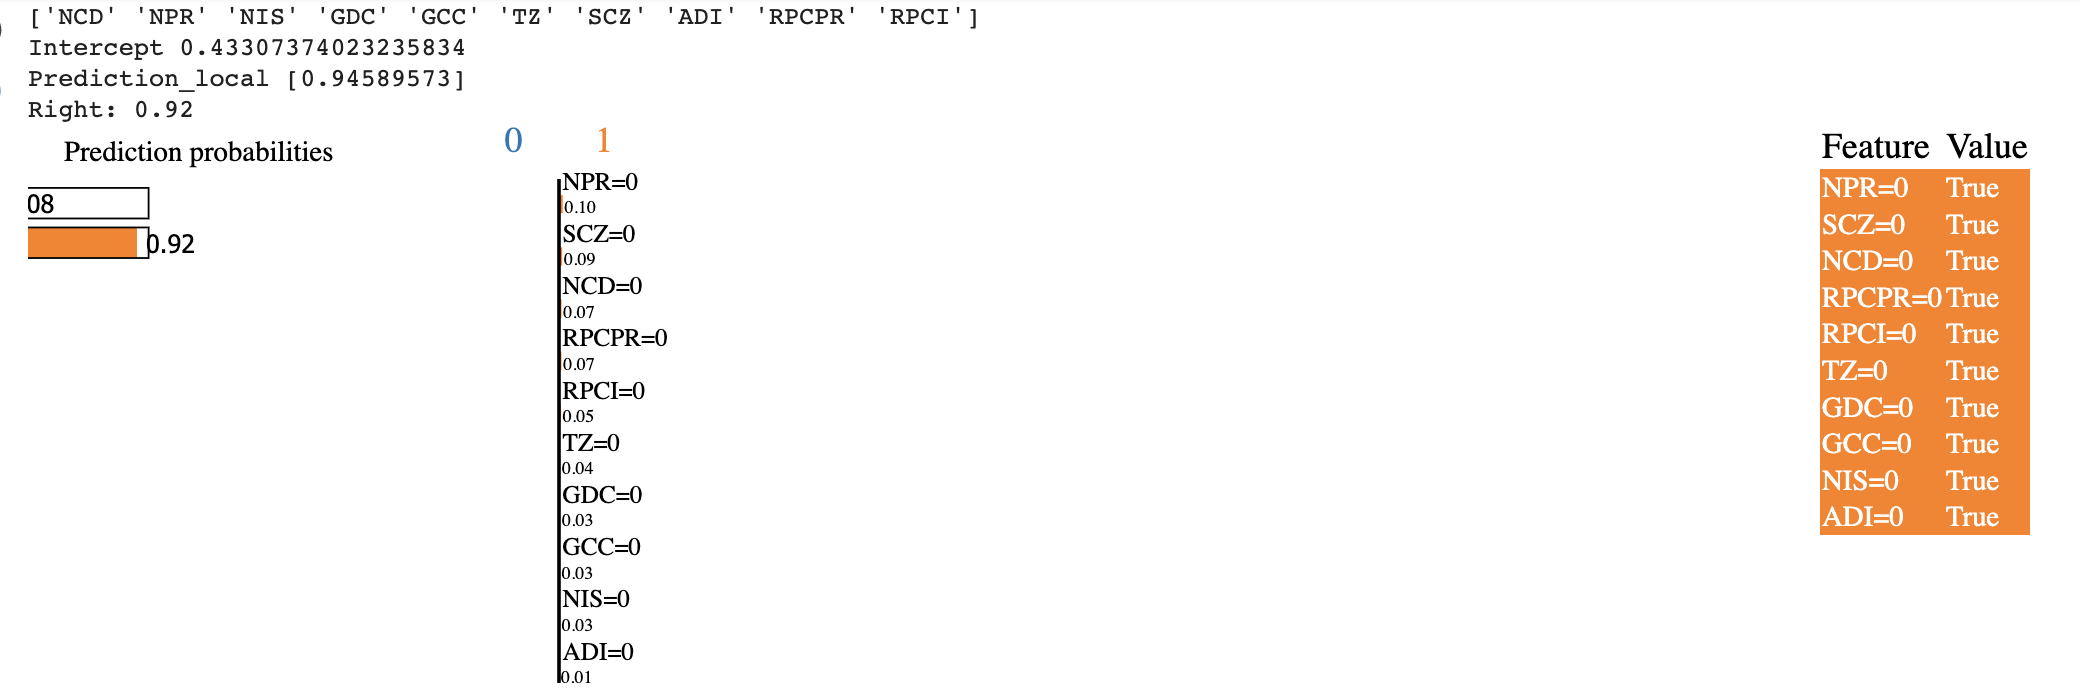 ['NCD' 'NPR' 'NIS' 'GDC' 'GCC' 'TZ' 'SCZ' 'ADI' 'RPCPR' 'RPCI']
Intercept 0.43307374023235834
Prediction_local [0.94589573]
Right: 0.92
Prediction probabilities
08
0.92
0 1
NPR=0
0.10
SCZ=0
0.09
NCD=0
0.07
RPCPR=0
0.07
RPCI=0
0.05
TZ=0
0.04
GDC=0
0.03
GCC=0
0.03
NIS=0
0.03
ADI=0
0.01
Feature Value
NPR=0 True
SCZ=0 True
NCD=0 True
RPCPR=0 True
RPCI=0 True
TZ=0 True
GDC=0 True
GCC=0 True
NIS=0 True
ADI=0 True